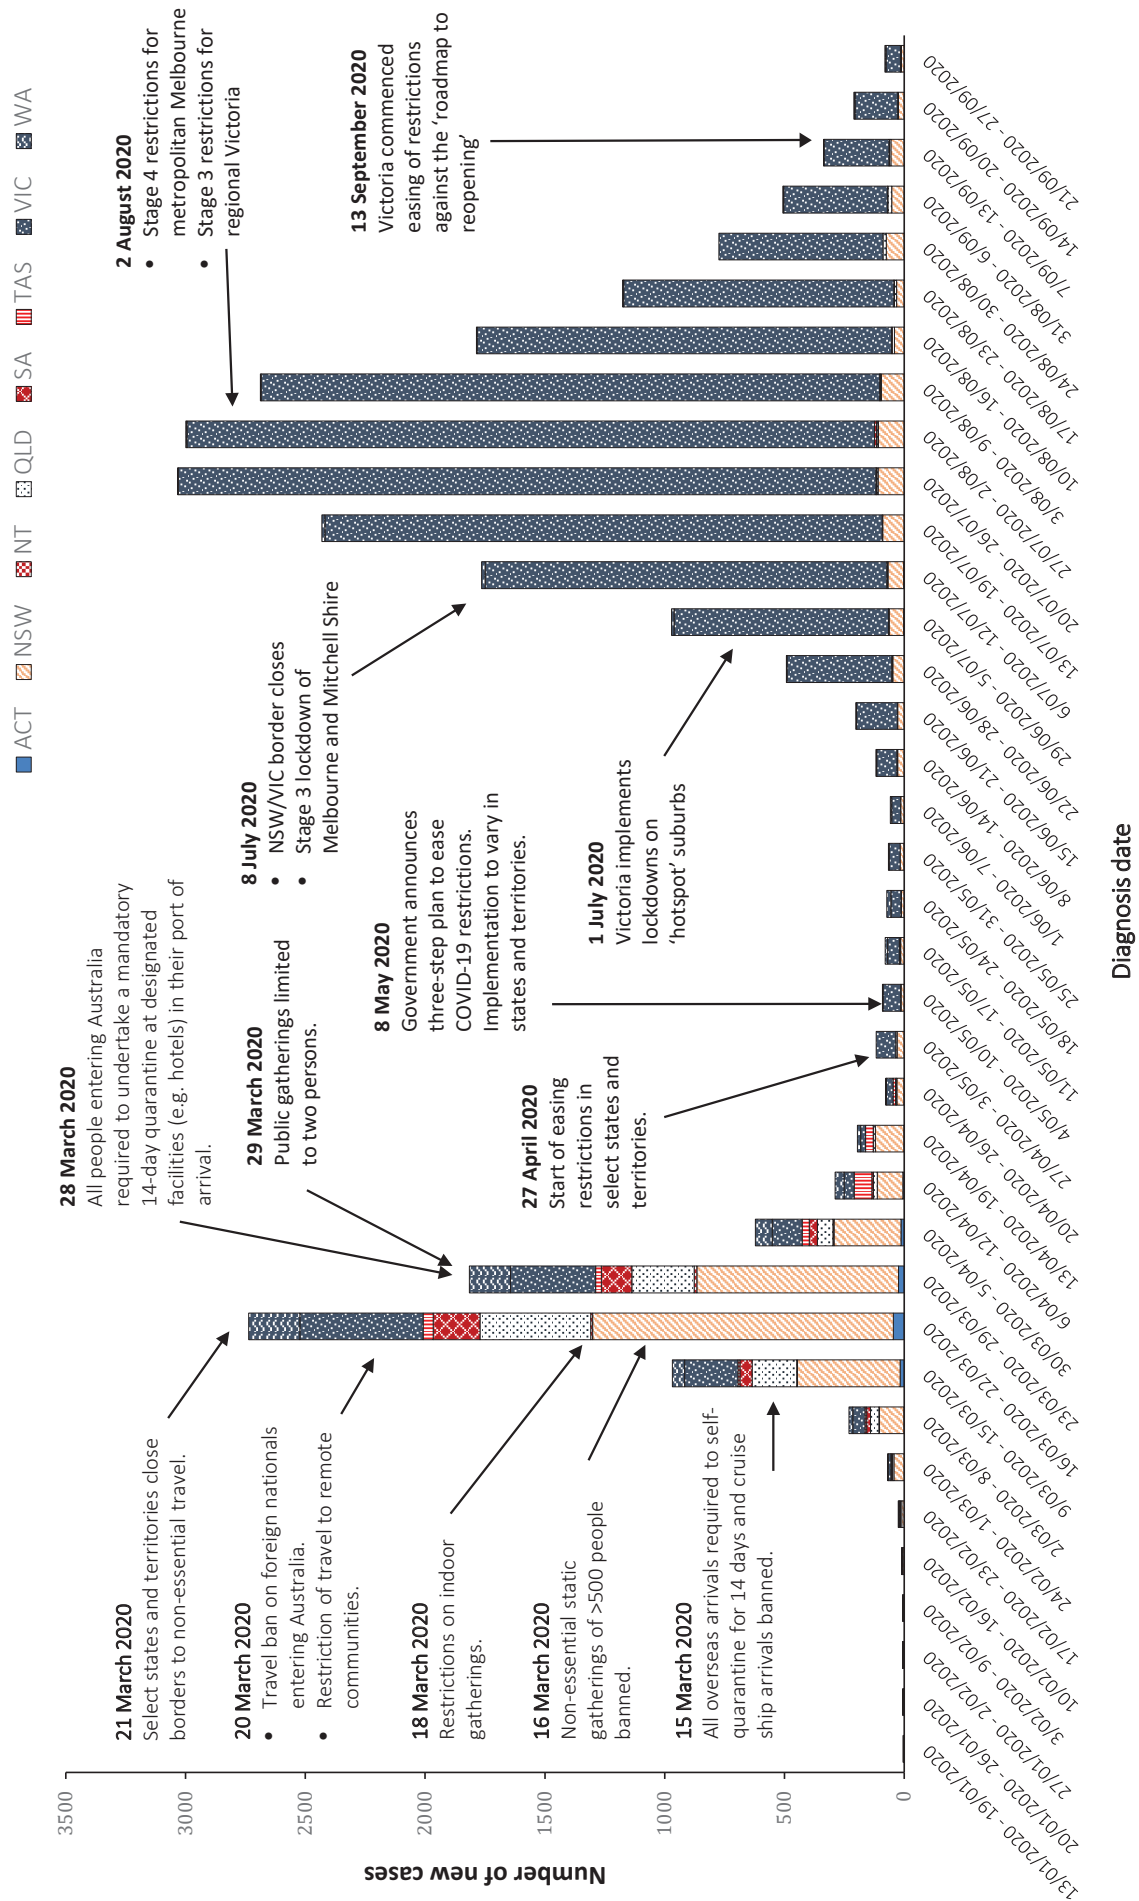 ACT NSW NT QLD SA TAS VIC WA
Number of new cases
3500
3000
2500
2000
1500
1000
500
0
21 March 2020
Select states and territories close
borders to non-essential travel.
20 March 2020
• Travel ban on foreign nationals
entering Australia.
• Restriction of travel to remote
communities.
18 March 2020
Restrictions on indoor
gatherings.
16 March 2020
Non-essential static
gatherings of >500 people
banned.
15 March 2020
All overseas arrivals required to self-
quarantine for 14 days and cruise
ship arrivals banned.
28 March 2020
All people entering Australia
required to undertake a mandatory
14-day quarantine at designated
facilities (e.g. hotels) in their port of
arrival.
29 March 2020
Public gatherings limited
to two persons.
27 April 2020
Start of easing
restrictions in
select states and
territories.
8 May 2020
Government announces
three-step plan to ease
COVID-19 restrictions.
Implementation to vary in
states and territories.
8 July 2020
• NSW/VIC border closes
• Stage 3 lockdown of
Melbourne and Mitchell Shire
1 July 2020
Victoria implements
lockdowns on
‘hotspot’ suburbs
2 August 2020
• Stage 4 restrictions for
metropolitan Melbourne
• Stage 3 restrictions for
regional Victoria
13 September 2020
Victoria commenced
easing of restrictions
against the ‘roadmap to
reopening’
13/01/2020 - 19/01/2020
20/01/2020 - 26/01/2020
27/01/2020 - 2/02/2020
3/02/2020 - 9/02/2020
10/02/2020 - 16/02/2020
17/02/2020 - 23/02/2020
24/02/2020 - 1/03/2020
2/03/2020 - 8/03/2020
9/03/2020 - 15/03/2020
16/03/2020 - 22/03/2020
23/03/2020 - 29/03/2020
30/03/2020 - 5/04/2020
6/04/2020 - 12/04/2020
13/04/2020 - 19/04/2020
20/04/2020 - 26/04/2020
27/04/2020 - 3/05/2020
4/05/2020 - 10/05/2020
11/05/2020 - 17/05/2020
18/05/2020 - 24/05/2020
25/05/2020 - 31/05/2020
1/06/2020 - 7/06/2020
8/06/2020 - 14/06/2020
15/06/2020 - 21/06/2020
22/06/2020 - 28/06/2020
29/06/2020 - 5/07/2020
6/07/2020 - 12/07/2020
13/07/2020 - 19/07/2020
20/07/2020 - 26/07/2020
27/07/2020 - 2/08/2020
3/08/2020 - 9/08/2020
10/08/2020 - 16/08/2020
17/08/2020 - 23/08/2020
24/08/2020 - 30/08/2020
31/08/2020 - 6/09/2020
7/09/2020 - 13/09/2020
14/09/2020 - 20/09/2020
21/09/2020 - 27/09/2020
Diagnosis date